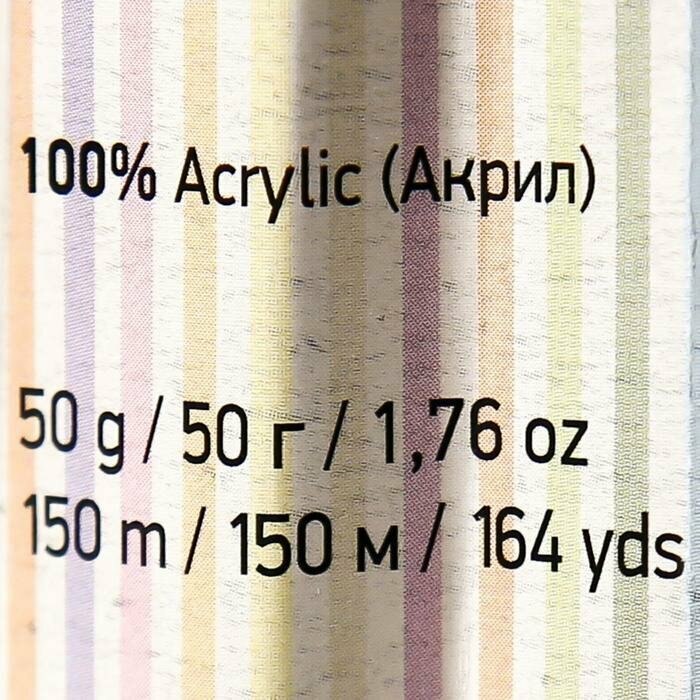 100% Acrylic (Акрил)
50 g / 50 г / 1,76 oz
150 m / 150 м / 164 yds